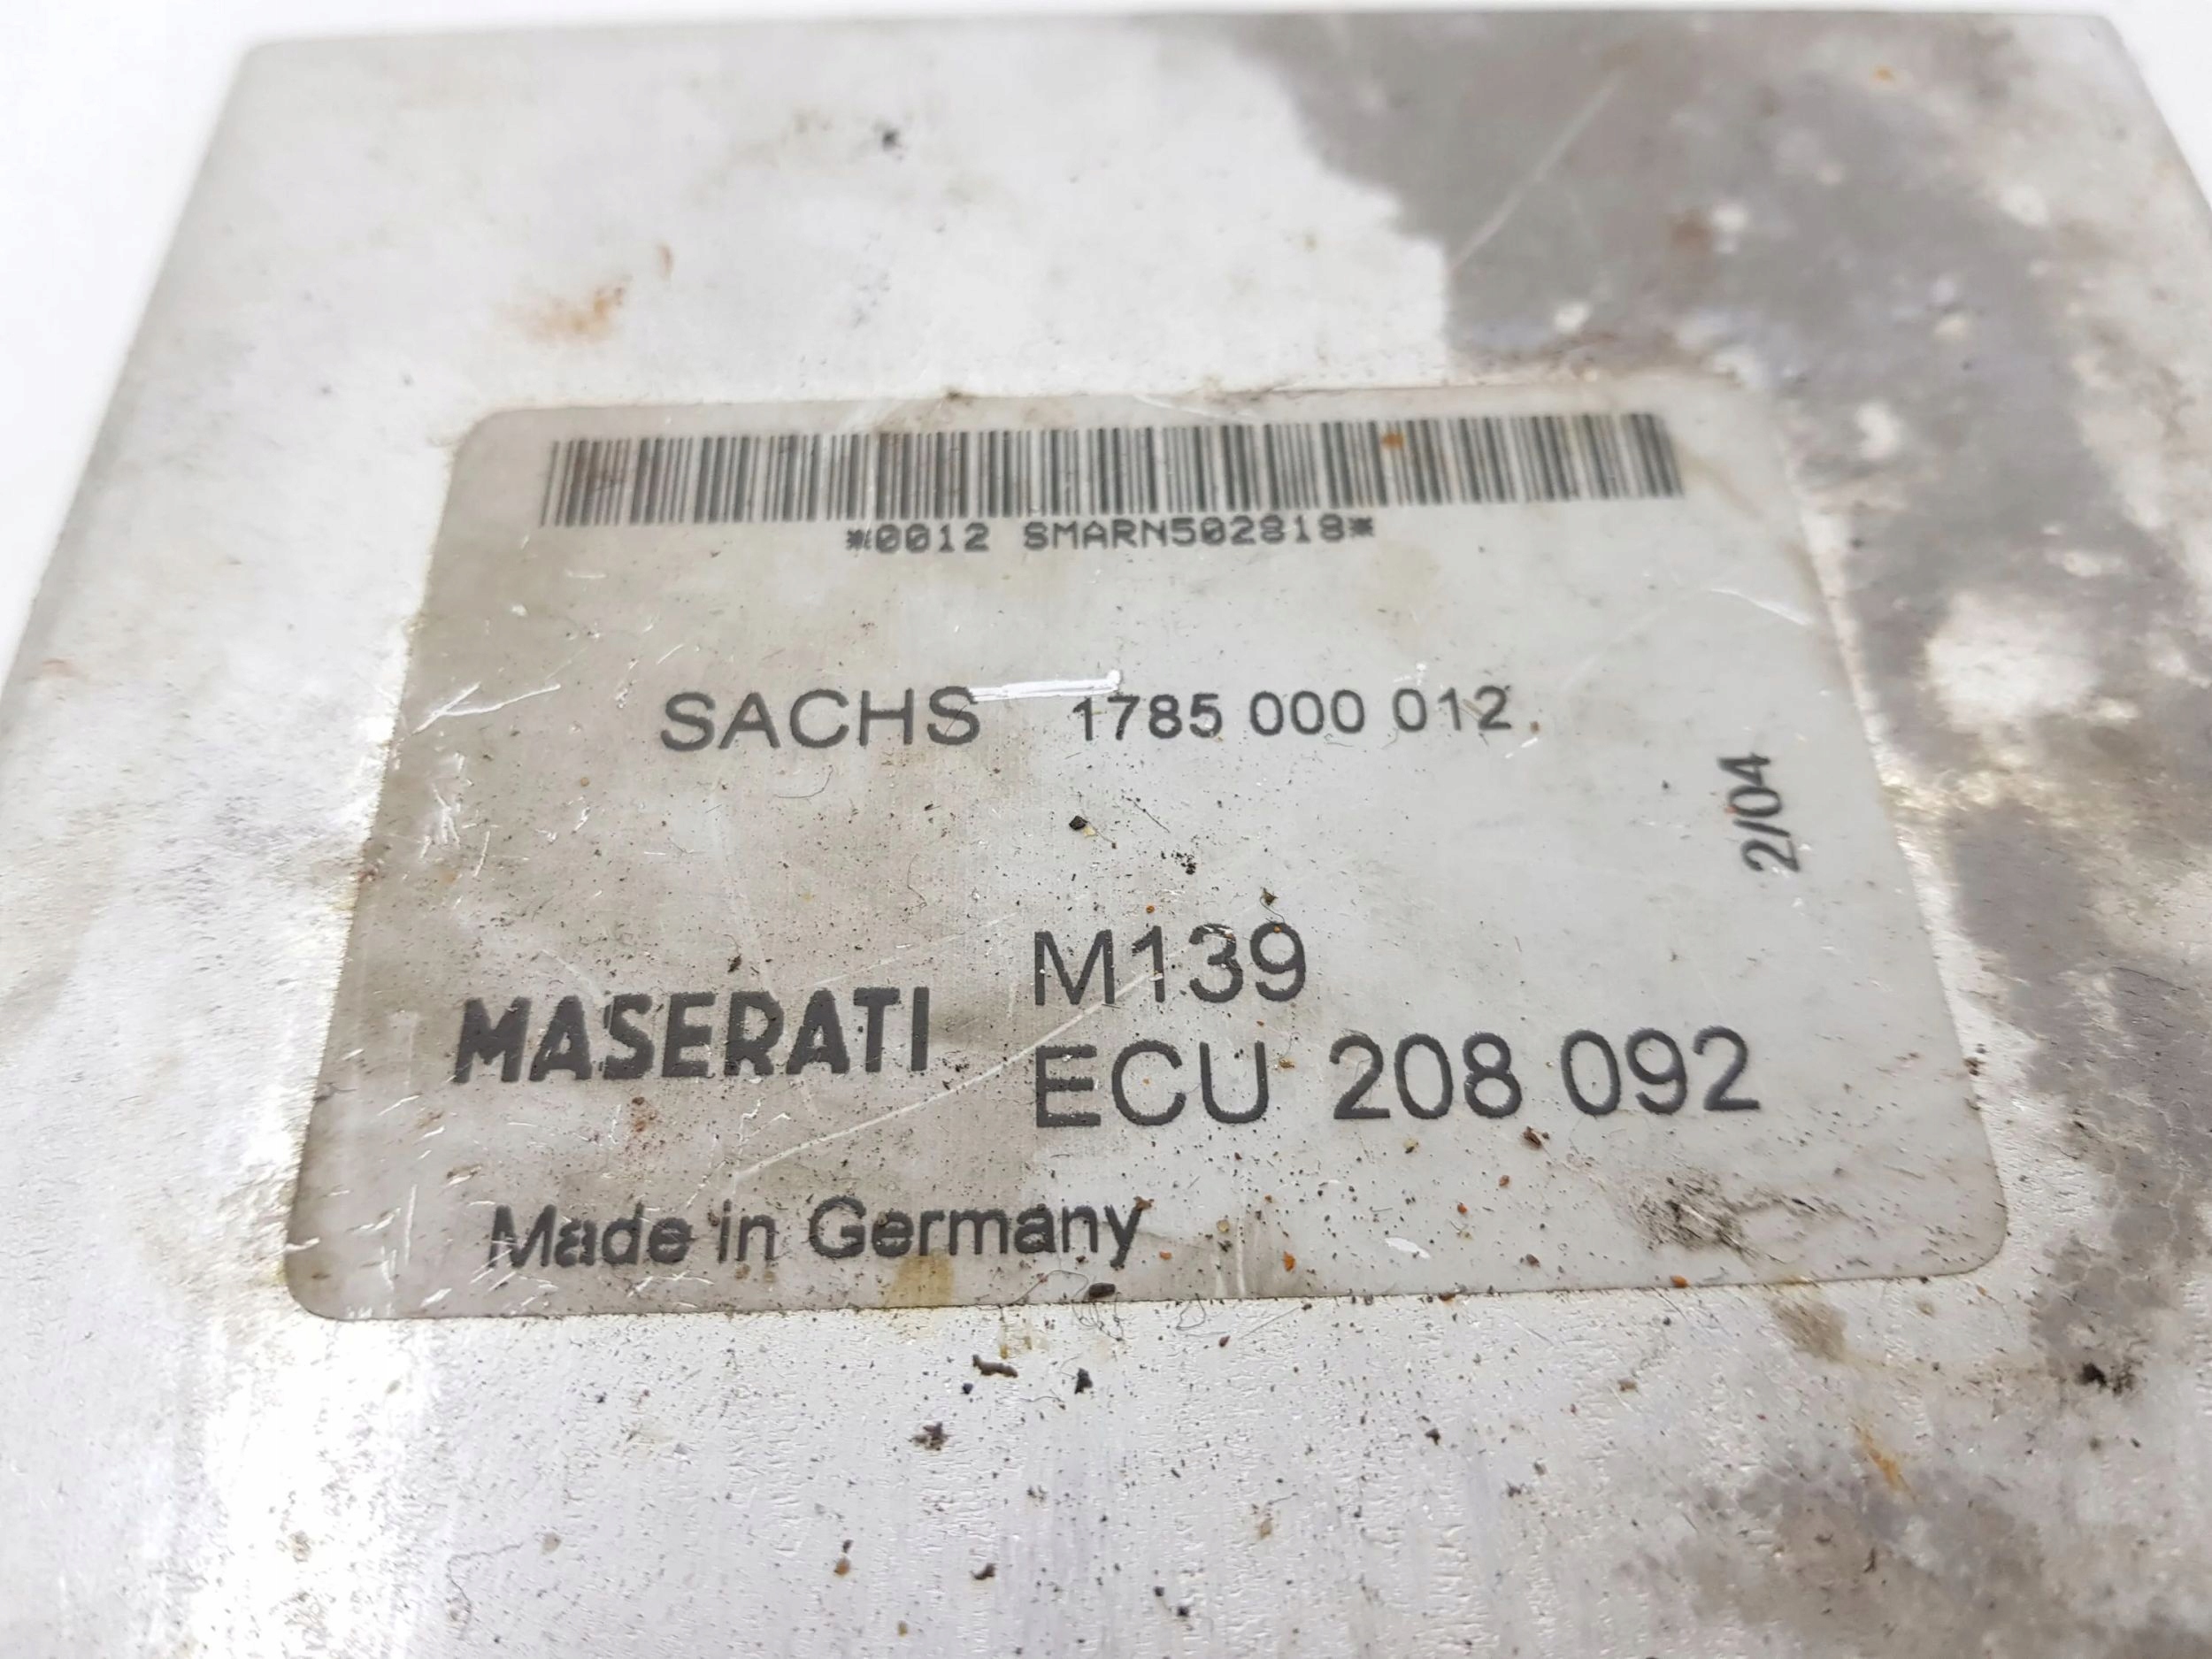 *0012 SMARN502818*
SACHS 1785 000 012
2/04
M139
MASERATI
ECU 208 092
Made in Germany